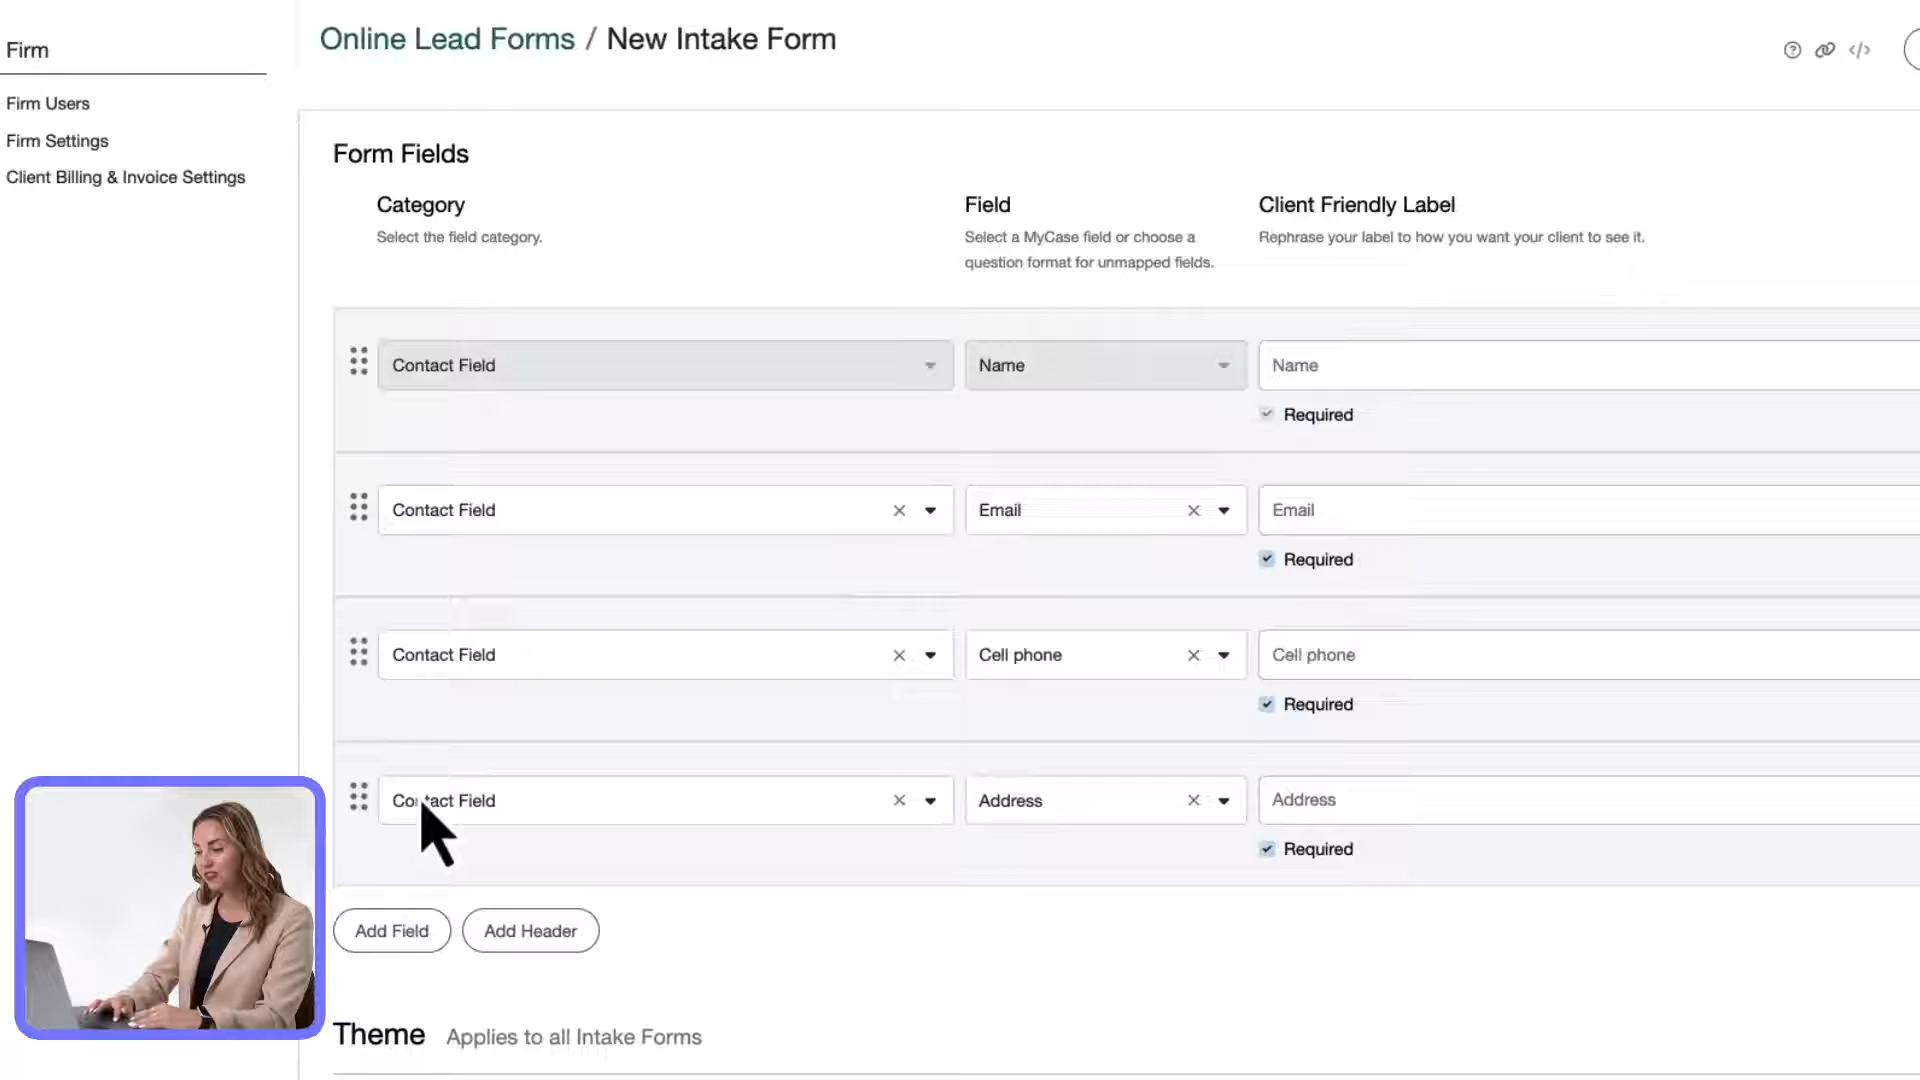 Firm
Firm Users
Firm Settings
Client Billing & Invoice Settings
Online Lead Forms / New Intake Form
Form Fields
Category
Select the field category.
Field
Select a MyCase field or choose a
question format for unmapped fields.
Client Friendly Label
Rephrase your label to how you want your client to see it.
Contact Field
Name
Name
Required
Contact Field
Email
Email
Required
Contact Field
Cell phone
Cell phone
Required
Contact Field
Address
Address
Required
Add Field
Add Header
Theme
Applies to all Intake Forms